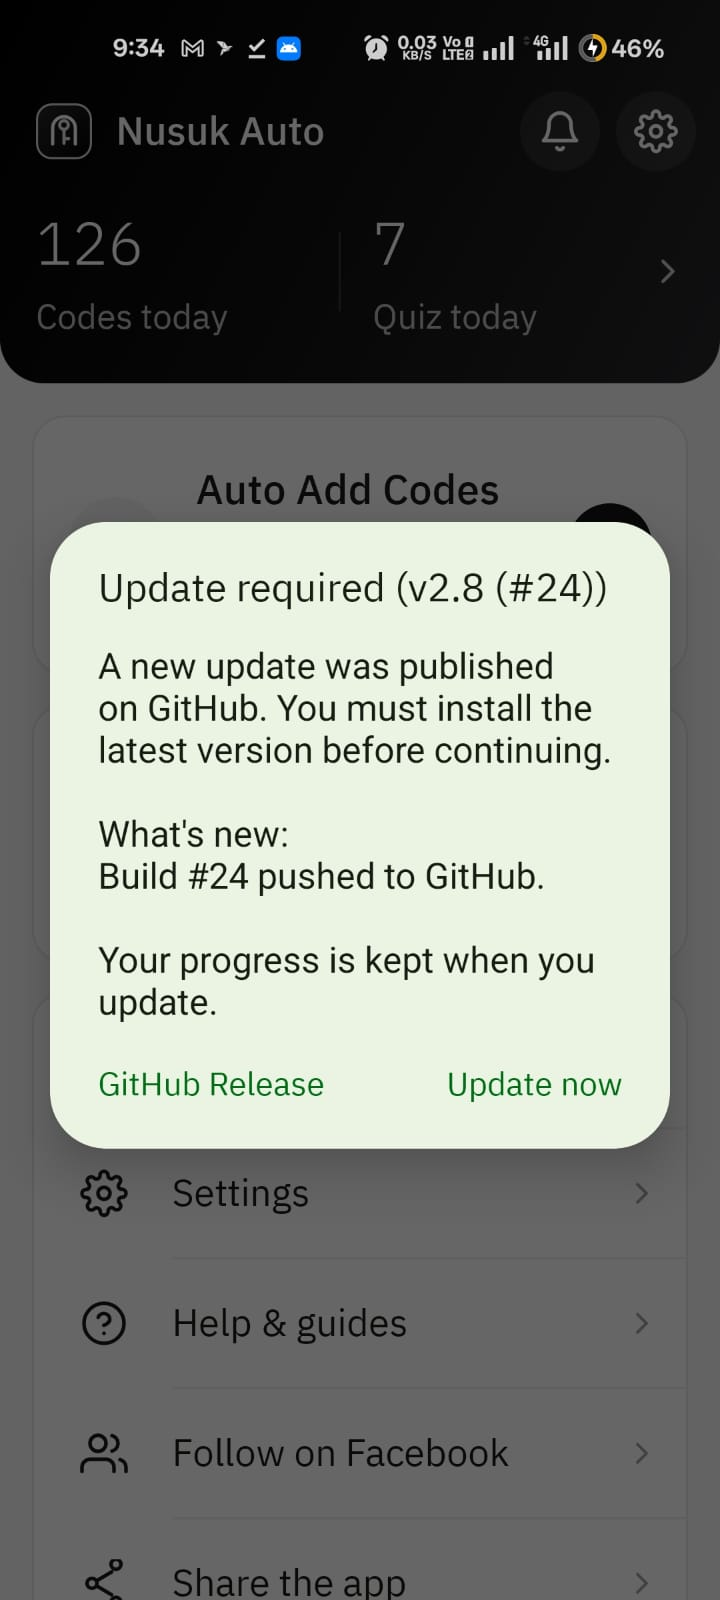 9:34
0.03 KB/S
Vo LTE2
4G
46%
Nusuk Auto
126
7
Codes today
Quiz today
Auto Add Codes
Update required (v2.8 (#24))
A new update was published
on GitHub. You must install the
latest version before continuing.
What's new:
Build #24 pushed to GitHub.
Your progress is kept when you
update.
GitHub Release
Update now
Settings
Help & guides
Follow on Facebook
Share the app